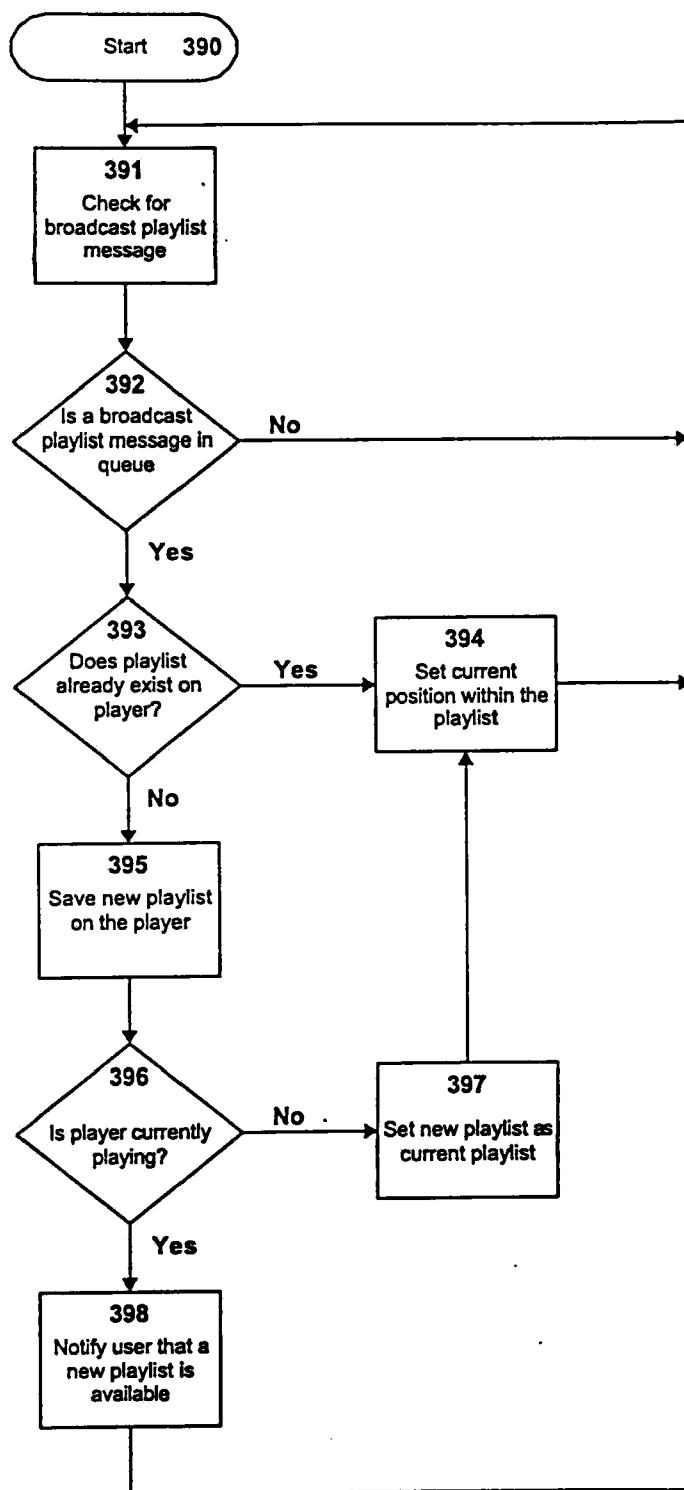 Start 390
391
Check for
broadcast playlist
message
392
Is a broadcast
playlist message in
queue
No
Yes
393
Does playlist
already exist on
player?
Yes
394
Set current
position within the
playlist
No
395
Save new playlist
on the player
396
Is player currently
playing?
No
397
Set new playlist as
current playlist
Yes
398
Notify user that a
new playlist is
available